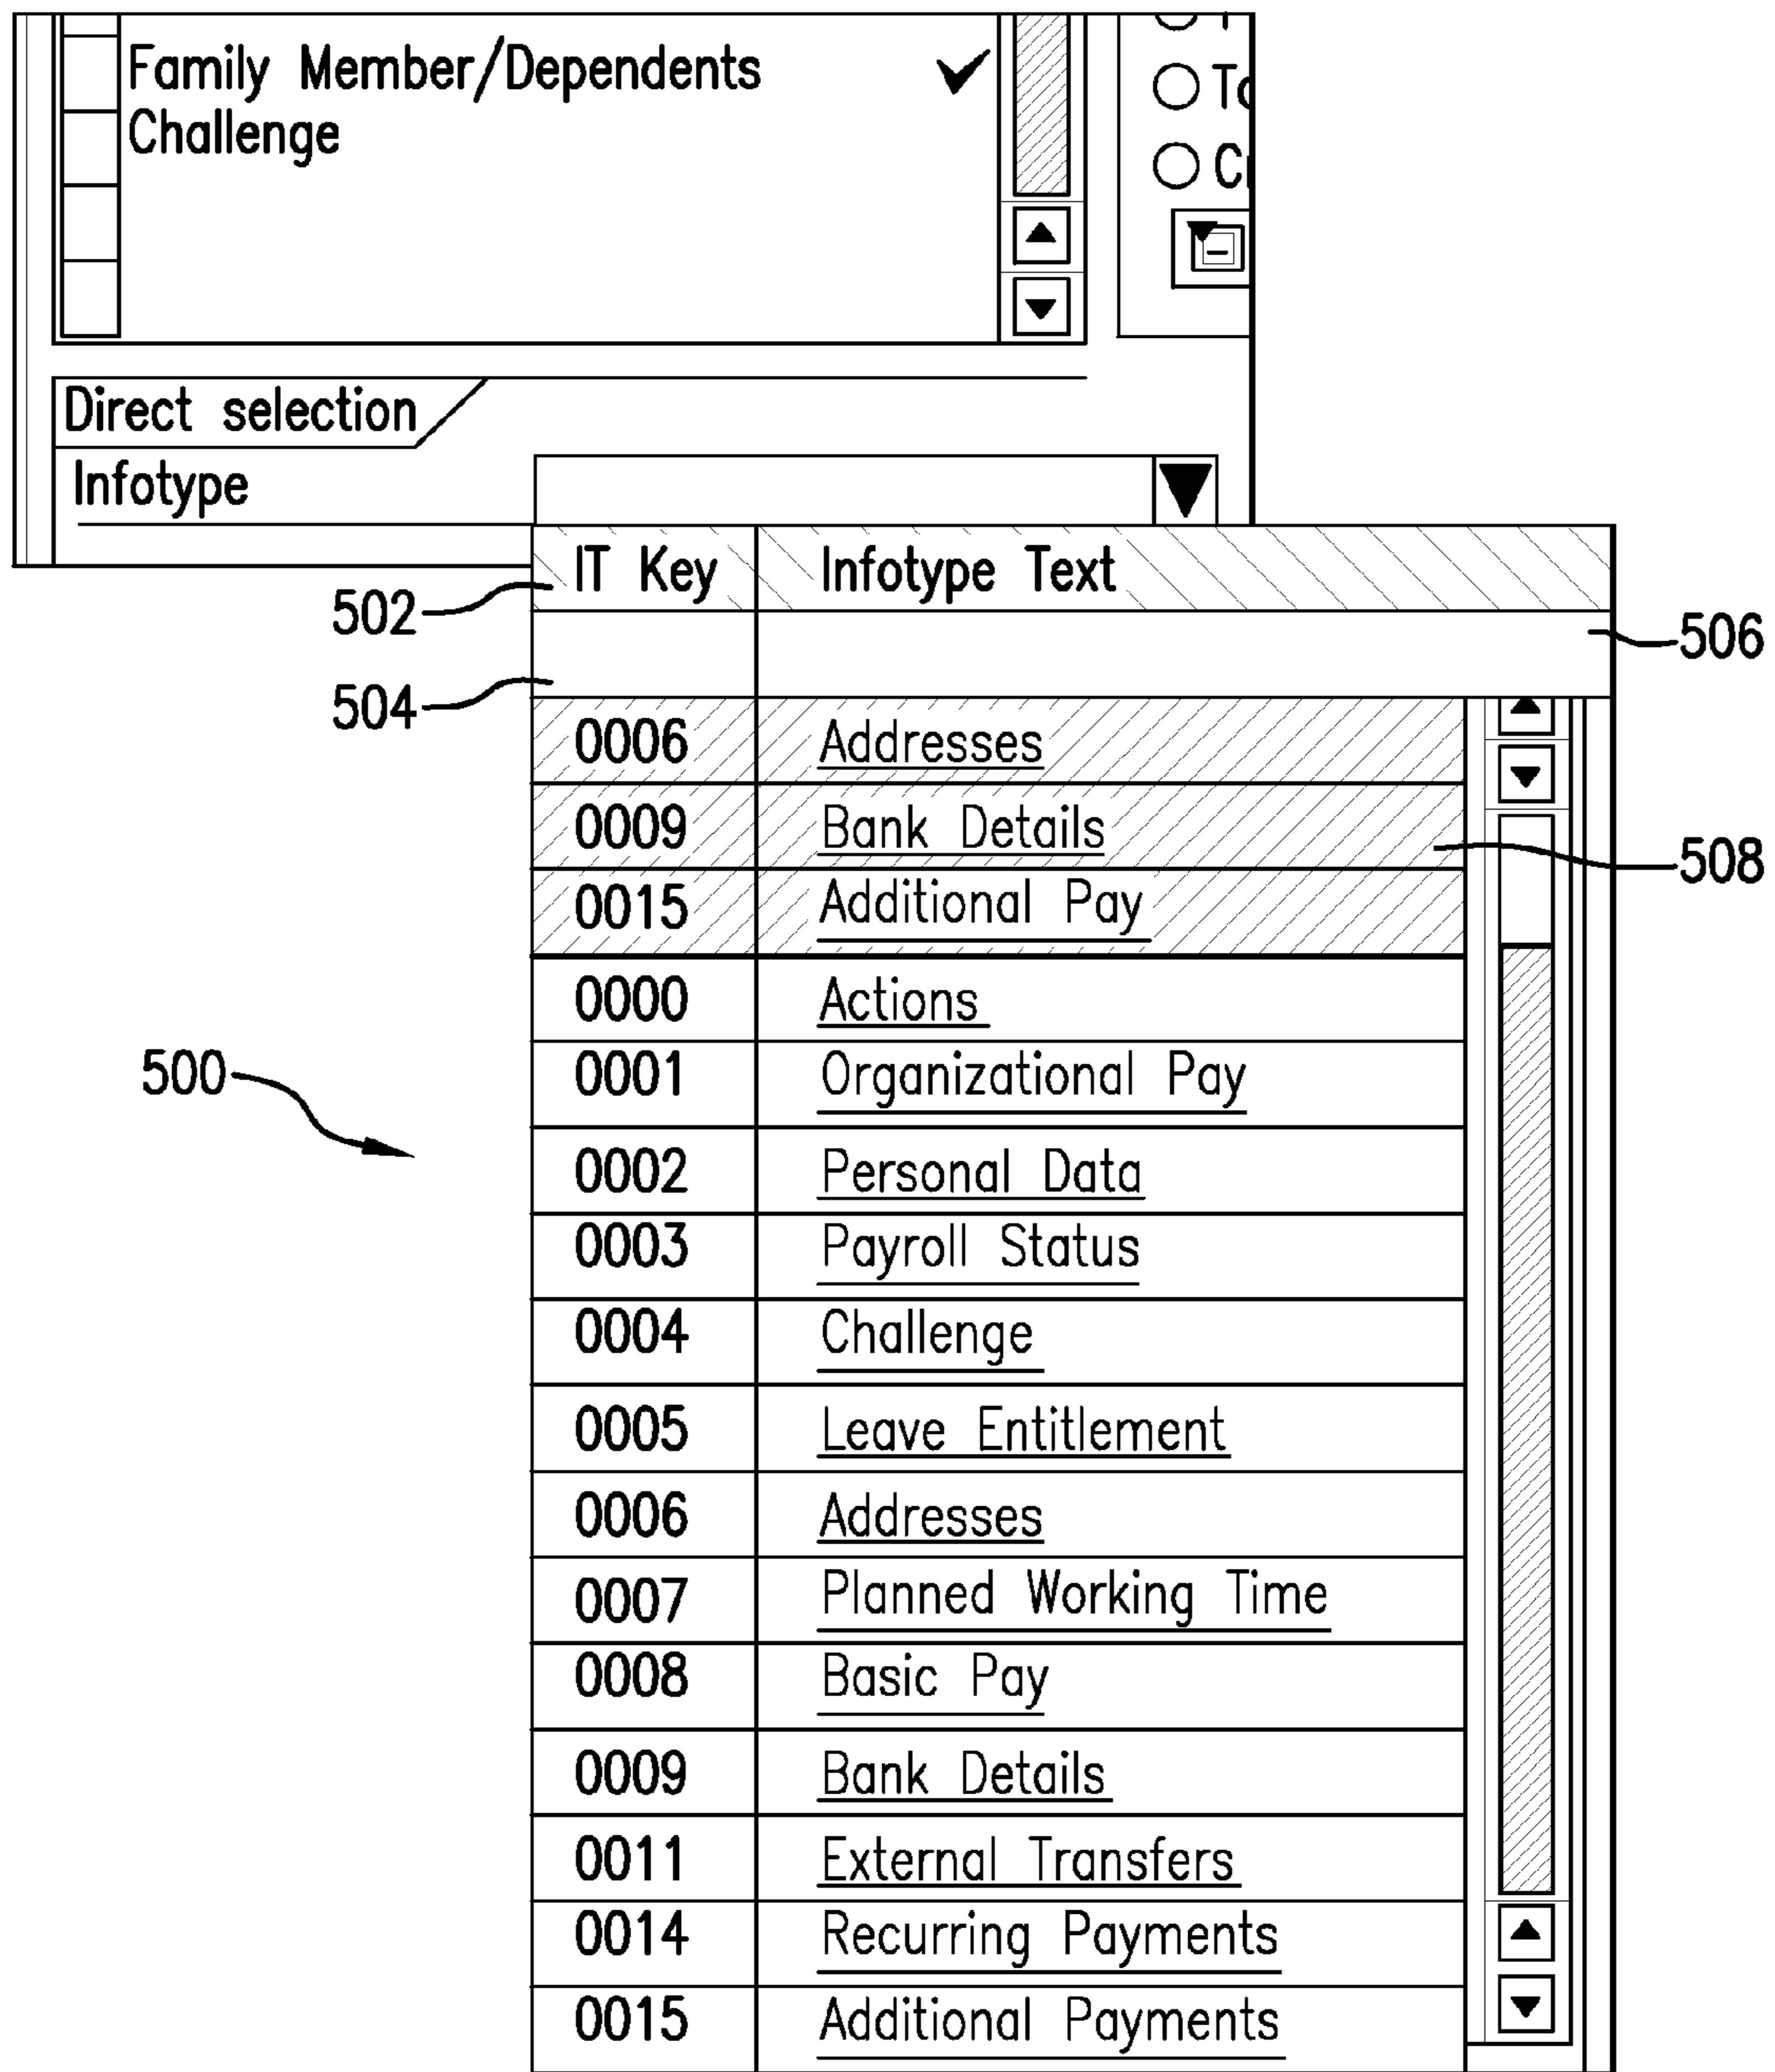 Family Member/Dependents
Challenge
Direct selection
Infotype
IT Key Infotype Text
502
506
504
0006 Addresses
0009 Bank Details
508
0015 Additional Pay
0000 Actions
500
0001 Organizational Pay
0002 Personal Data
0003 Payroll Status
0004 Challenge
0005 Leave Entitlement
0006 Addresses
0007 Planned Working Time
0008 Basic Pay
0009 Bank Details
0011 External Transfers
0014 Recurring Payments
0015 Additional Payments